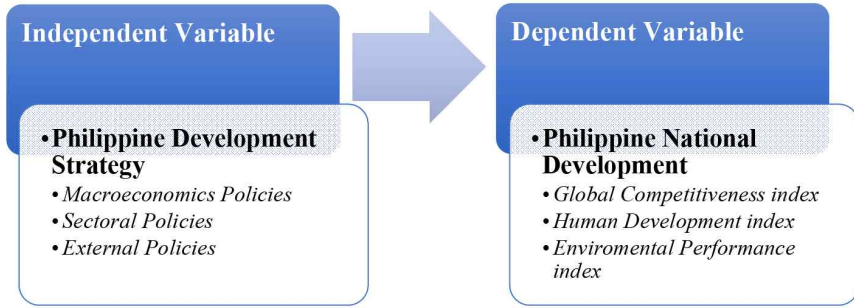 Independent Variable
•Philippine Development
Strategy
•Macroeconomics Policies
•Sectoral Policies
•External Policies
Dependent Variable
•Philippine National
Development
•Global Competitiveness index
•Human Development index
•Enviromental Performance
index